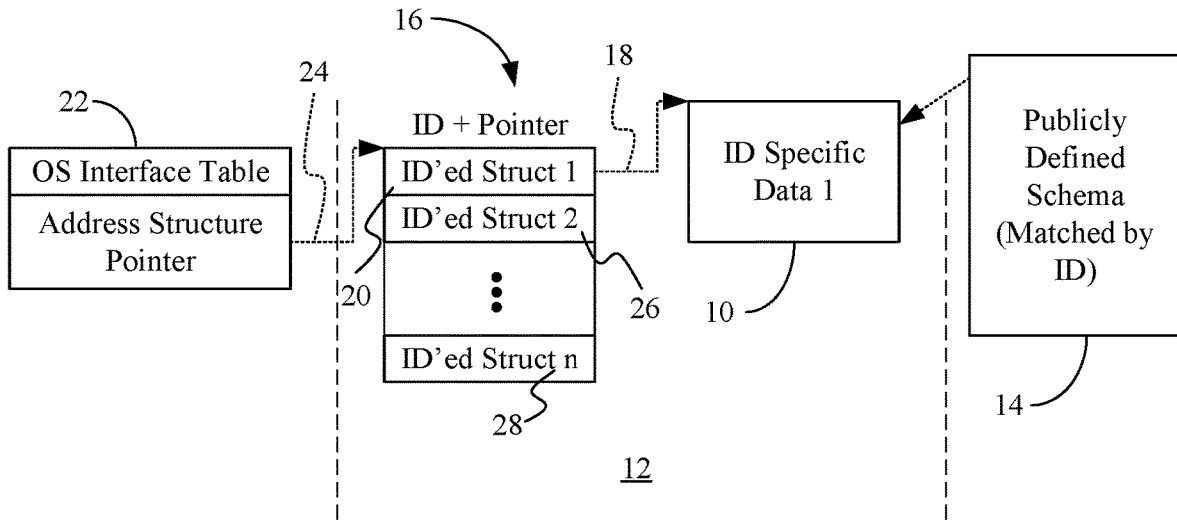 16
18
24
22
ID + Pointer
OS Interface Table
Address Structure
Pointer
ID'ed Struct 1
ID'ed Struct 2
ID'ed Struct n
20
26
28
ID Specific
Data 1
10
Publicly
Defined
Schema
(Matched by
ID)
14
12